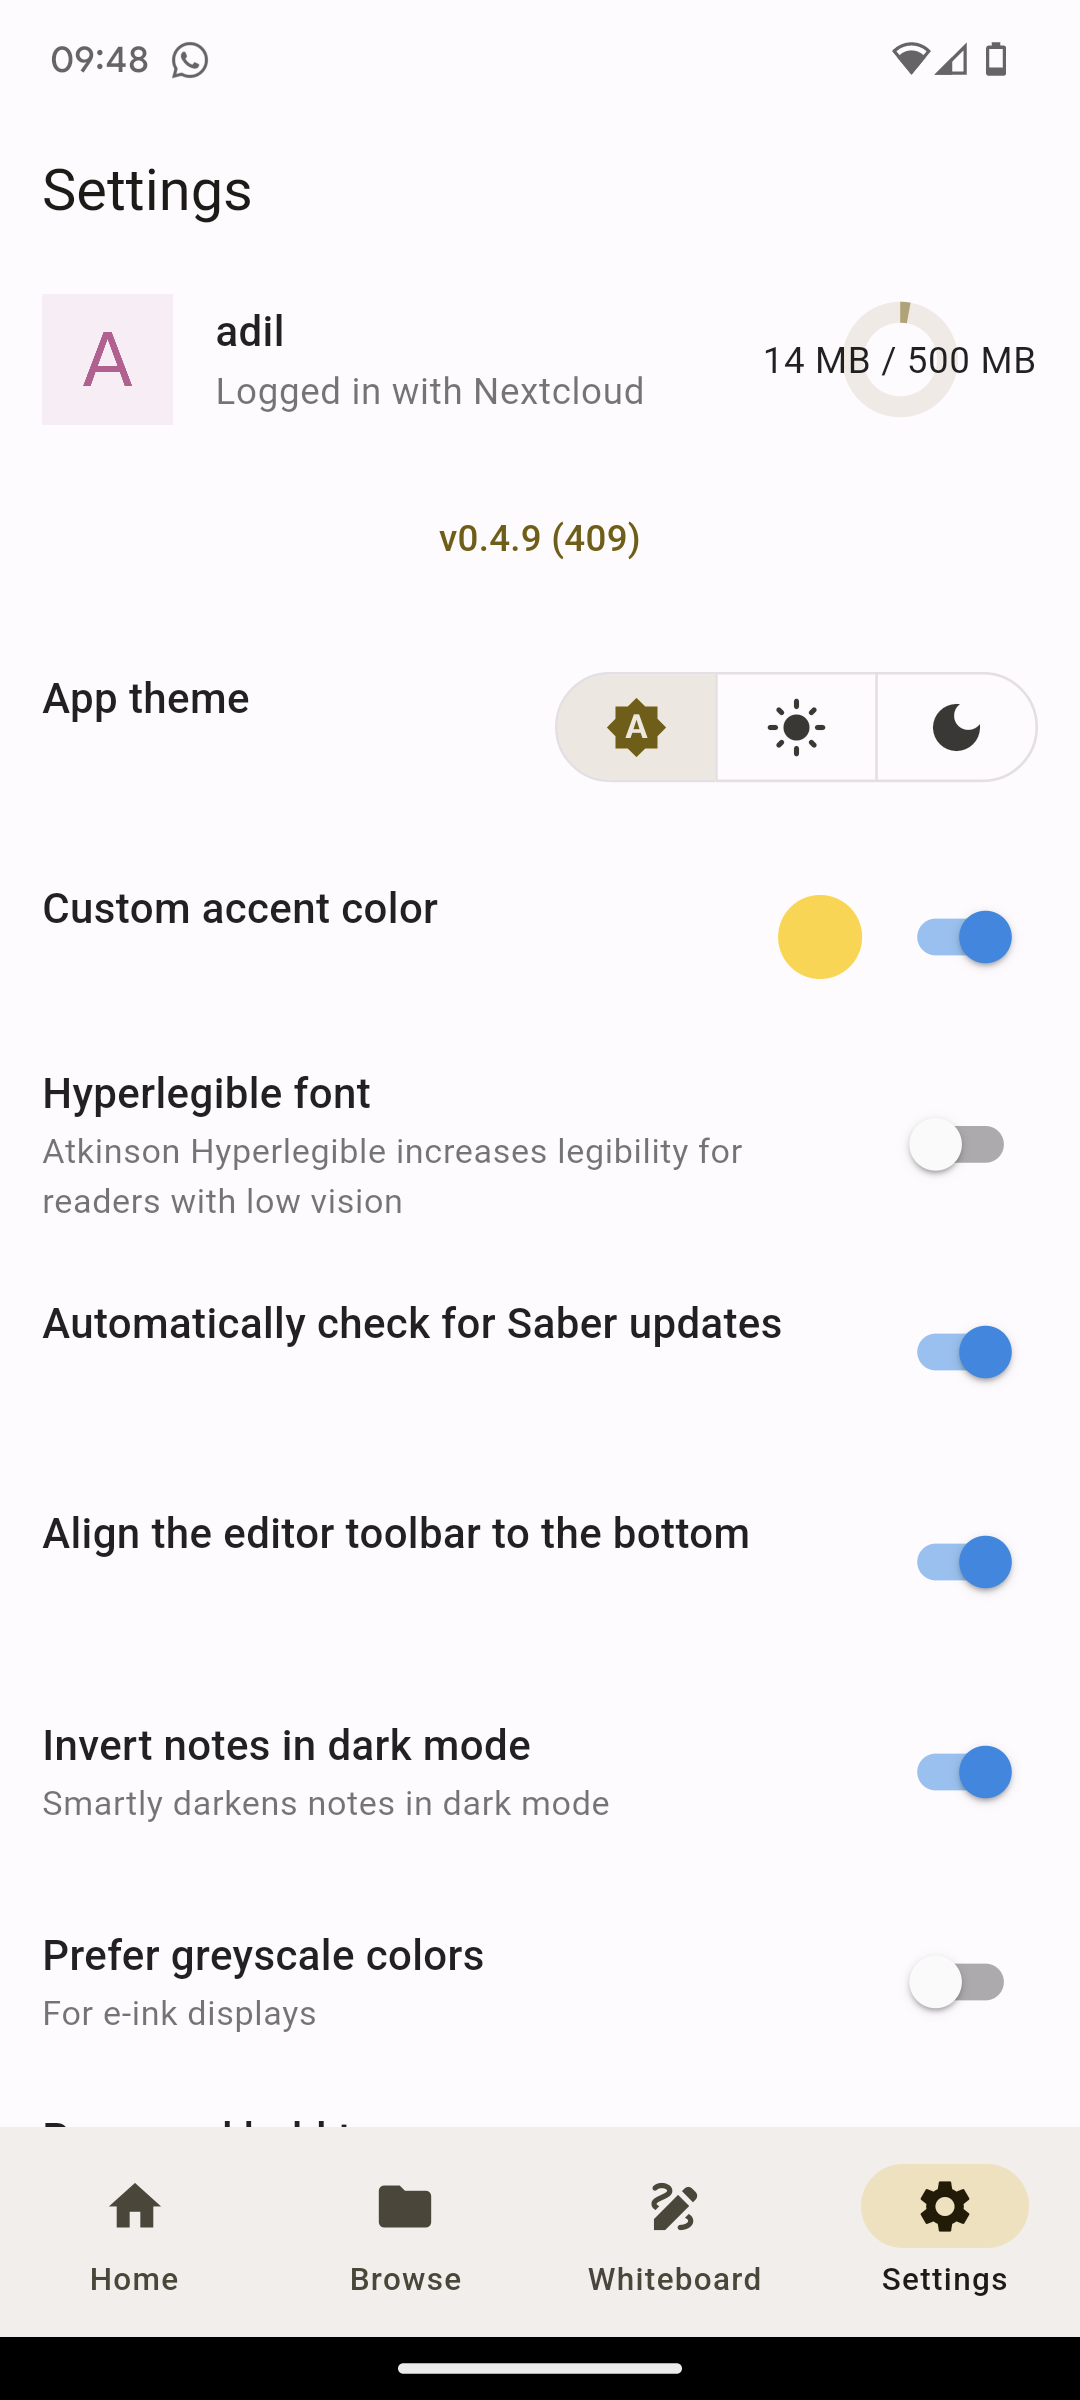 09:48
Settings
A
adil
Logged in with Nextcloud
14 MB / 500 MB
v0.4.9 (409)
App theme
A
Custom accent color
Hyperlegible font
Atkinson Hyperlegible increases legibility for
readers with low vision
Automatically check for Saber updates
Align the editor toolbar to the bottom
Invert notes in dark mode
Smartly darkens notes in dark mode
Prefer greyscale colors
For e-ink displays
Home
Browse
Whiteboard
Settings